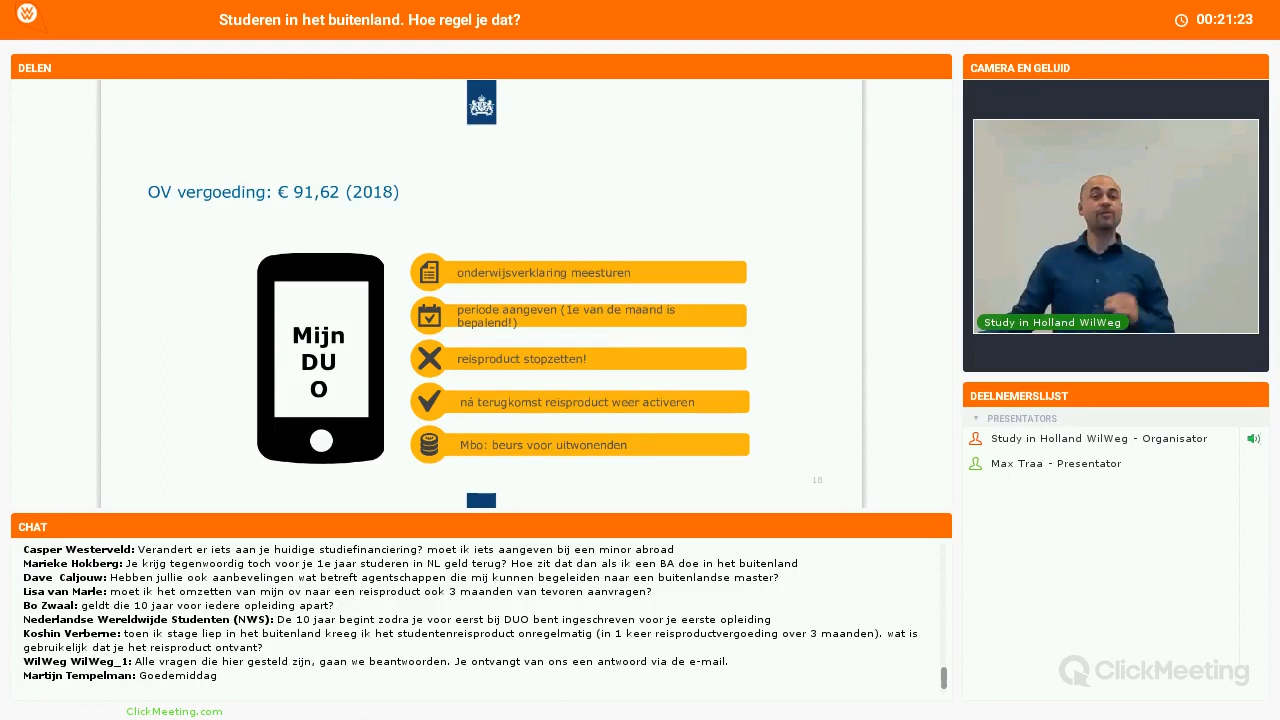 Studeren in het buitenland. Hoe regel je dat?
00:21:23
DELEN
OV vergoeding: € 91,62 (2018)
Mijn
DU
O
onderwijsverklaring meesturen
periode aangeven (1e van de maand is
bepalend!)
reisproduct stopzetten!
ná terugkomst reisproduct weer activeren
Mbo: beurs voor uitwonenden
18
CAMERA EN GELUID
Study in Holland WilWeg
DEELNEMERSLIJST
PRESENTATORS
Study in Holland WilWeg - Organisator
Max Traa - Presentator
CHAT
Casper Westerveld: Verandert er iets aan je huidige studiefinanciering? moet ik iets aangeven bij een minor abroad
Marieke Hokberg: Je krijg tegenwoordig toch voor je 1e jaar studeren in NL geld terug? Hoe zit dat dan als ik een BA doe in het buitenland
Dave Caljouw: Hebben jullie ook aanbevelingen wat betreft agentschappen die mij kunnen begeleiden naar een buitenlandse master?
Lisa van Marle: moet ik het omzetten van mijn ov naar een reisproduct ook 3 maanden van tevoren aanvragen?
Bo Zwaal: geldt die 10 jaar voor iedere opleiding apart?
Nederlandse Wereldwijde Studenten (NWS): De 10 jaar begint zodra je voor eerst bij DUO bent ingeschreven voor je eerste opleiding
Koshin Verberne: toen ik stage liep in het buitenland kreeg ik het studentenreisproduct onregelmatig (in 1 keer reisproductvergoeding over 3 maanden). wat is
gebruikelijk dat je het reisproduct ontvant?
WilWeg WilWeg_1: Alle vragen die hier gesteld zijn, gaan we beantwoorden. Je ontvangt van ons een antwoord via de e-mail.
Martijn Tempelman: Goedemiddag
ClickMeeting
ClickMeeting.com